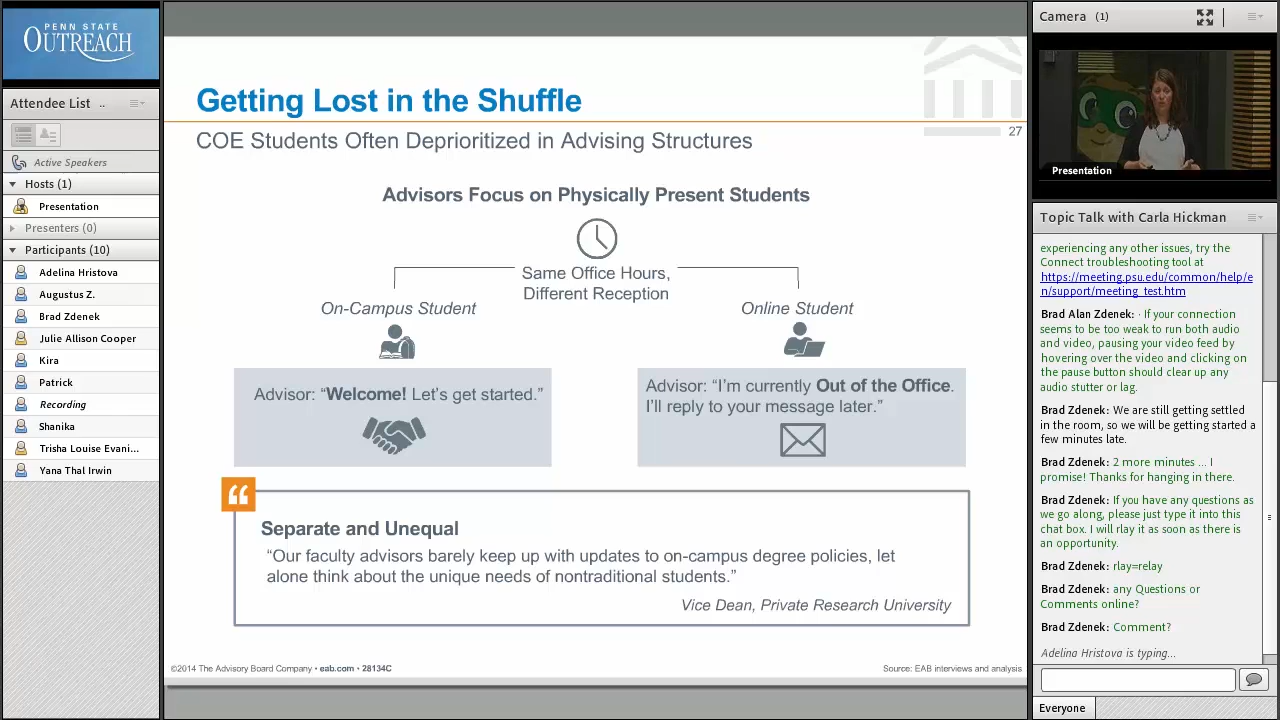 PENN STATE
OUTREACH
Attendee List ..
Active Speakers
Hosts (1)
Presentation
Presenters (0)
Participants (10)
Adelina Hristova
Augustus Z.
Brad Zdenek
Julie Allison Cooper
Kira
Patrick
Recording
Shanika
Trisha Louise Evani...
Yana Thal Irwin
Getting Lost in the Shuffle
27
COE Students Often Deprioritized in Advising Structures
Advisors Focus on Physically Present Students
Same Office Hours,
Different Reception
On-Campus Student
Online Student
Advisor: “Welcome! Let’s get started.”
Advisor: “I’m currently Out of the Office.
I’ll reply to your message later.”
“
Separate and Unequal
“Our faculty advisors barely keep up with updates to on-campus degree policies, let
alone think about the unique needs of nontraditional students.”
Vice Dean, Private Research University
©2014 The Advisory Board Company • eab.com • 28134C
Source: EAB interviews and analysis
Camera (1)
Presentation
Topic Talk with Carla Hickman
experiencing any other issues, try the
Connect troubleshooting tool at
https://meeting.psu.edu/common/help/e
n/support/meeting_test.htm
Brad Alan Zdenek: · If your connection
seems to be too weak to run both audio
and video, pausing your video feed by
hovering over the video and clicking on
the pause button should clear up any
audio stutter or lag.
Brad Zdenek: We are still getting settled
in the room, so we will be getting started a
few minutes late.
Brad Zdenek: 2 more minutes ... I
promise! Thanks for hanging in there.
Brad Zdenek: If you have any questions as
we go along, please just type it into this
chat box. I will rlay it as soon as there is
an opportunity.
Brad Zdenek: rlay=relay
Brad Zdenek: any Questions or
Comments online?
Brad Zdenek: Comment?
Adelina Hristova is typing...
Everyone